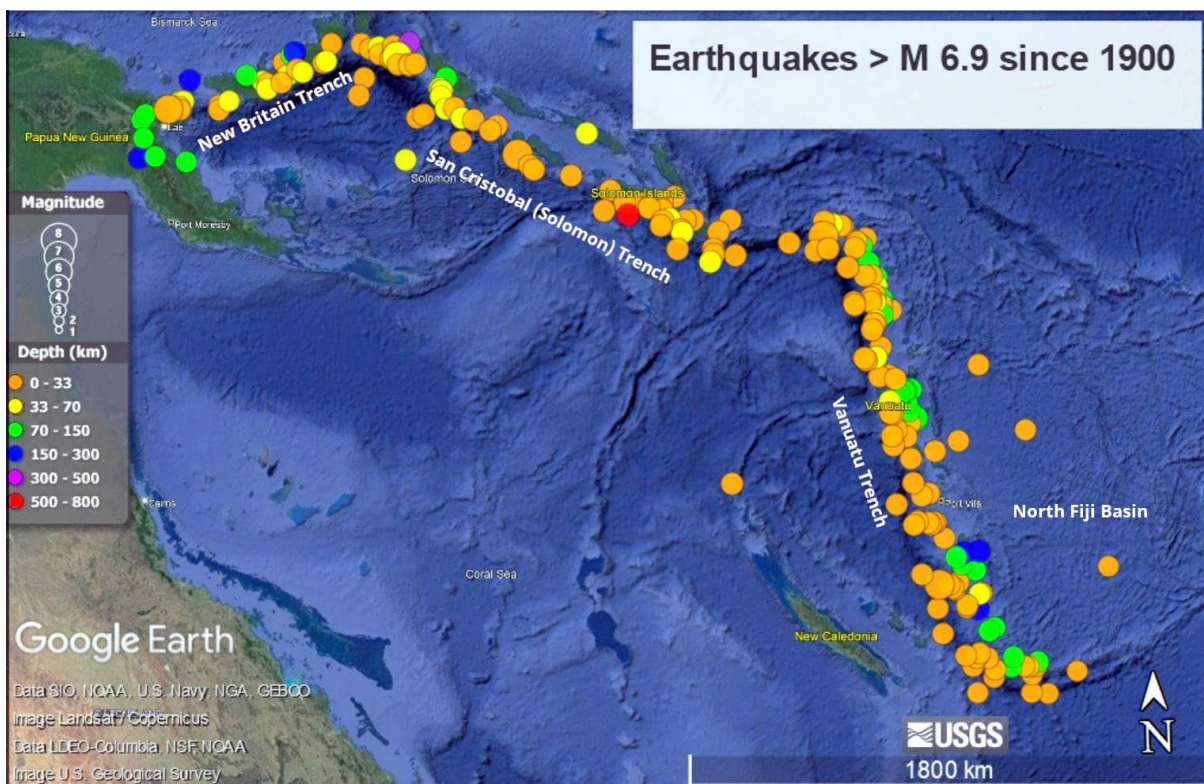 Bismarck Sea
Earthquakes > M 6.9 since 1900
New Britain Trench
Papua New Guinea
Lae
San Cristobal (Solomon) Trench
Solomon
Solomon Islands
Magnitude
8
7
6
5
4
3
2
1
Port Moresby
Depth (km)
0 - 33
33 - 70
70 - 150
150 - 300
300 - 500
500 - 800
Vanuatu
Vanuatu Trench
Cairns
Port Vila
North Fiji Basin
Coral Sea
New Caledonia
Google Earth
Data SIO, NOAA, U.S. Navy, NGA, GEBCO
Image Landsat / Copernicus
Data LDEO-Columbia, NSF, NOAA
Image U.S. Geological Survey
USGS
1800 km
N